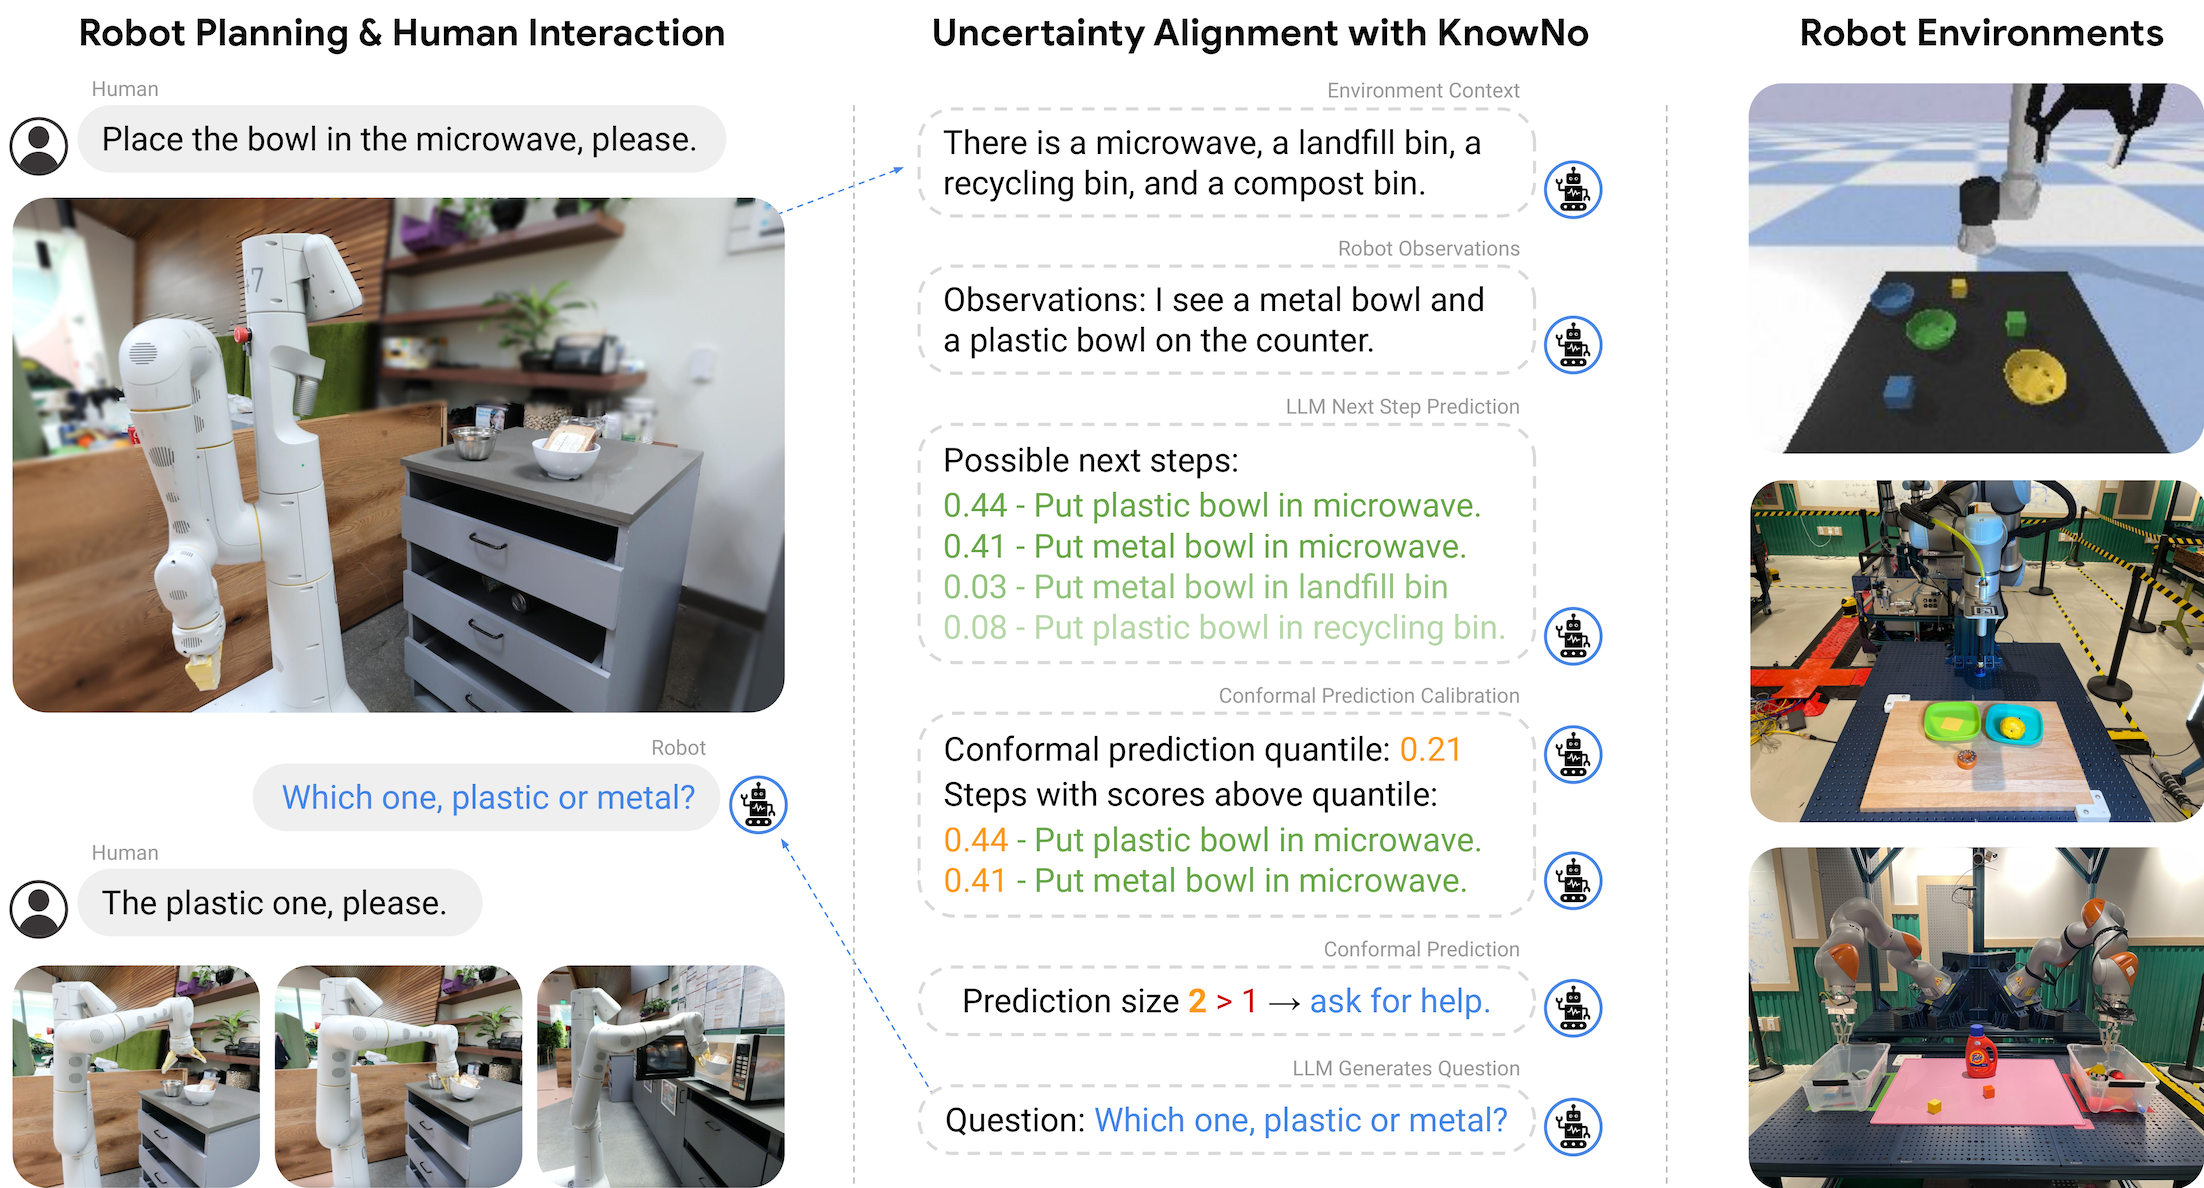 Robot Planning & Human Interaction
Human
Place the bowl in the microwave, please.
47
Robot
Which one, plastic or metal?
Human
The plastic one, please.
Uncertainty Alignment with KnowNo
Environment Context
There is a microwave, a landfill bin, a
recycling bin, and a compost bin.
Robot Observations
Observations: I see a metal bowl and
a plastic bowl on the counter.
LLM Next Step Prediction
Possible next steps:
0.44 - Put plastic bowl in microwave.
0.41 - Put metal bowl in microwave.
0.03 - Put metal bowl in landfill bin
0.08 - Put plastic bowl in recycling bin.
Conformal Prediction Calibration
Conformal prediction quantile: 0.21
Steps with scores above quantile:
0.44 - Put plastic bowl in microwave.
0.41 - Put metal bowl in microwave.
Conformal Prediction
Prediction size 2 > 1 → ask for help.
LLM Generates Question
Question: Which one, plastic or metal?
Robot Environments